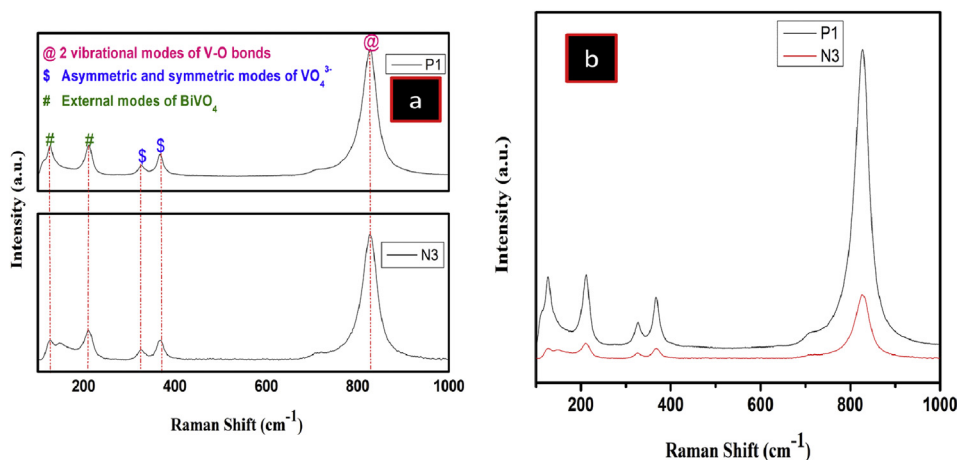 @ 2 vibrational modes of V-O bonds
@
P1
$ Asymmetric and symmetric modes of VO₄³⁻
a
# External modes of BiVO₄
#
#
$
$
N3
Intensity (a.u.)
200
400
600
800
1000
Raman Shift (cm⁻¹)
b
P1
N3
Intensity (a.u.)
200
400
600
800
1000
Raman Shift (cm⁻¹)